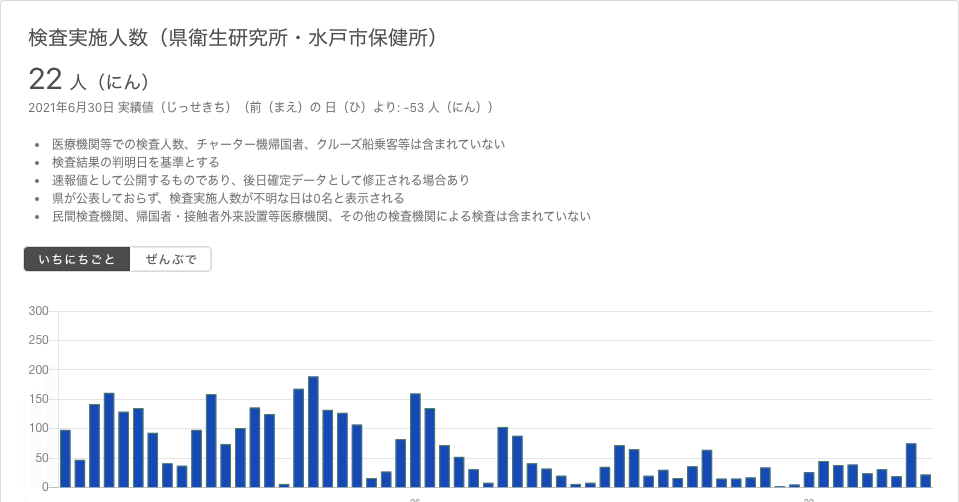 検査実施人数（県衛生研究所・水戸市保健所）
22 人（にん）
2021年6月30日 実績値（じっせきち）（前（まえ）の 日（ひ）より: -53 人（にん））
• 医療機関等での検査人数、チャーター機帰国者、クルーズ船乗客等は含まれていない
• 検査結果の判明日を基準とする
• 速報値として公開するものであり、後日確定データとして修正される場合あり
• 県が公表しておらず、検査実施人数が不明な日は0名と表示される
• 民間検査機関、帰国者・接触者外来設置等医療機関、その他の検査機関による検査は含まれていない
いちにちごと ぜんぶで
300
250
200
150
100
50
0